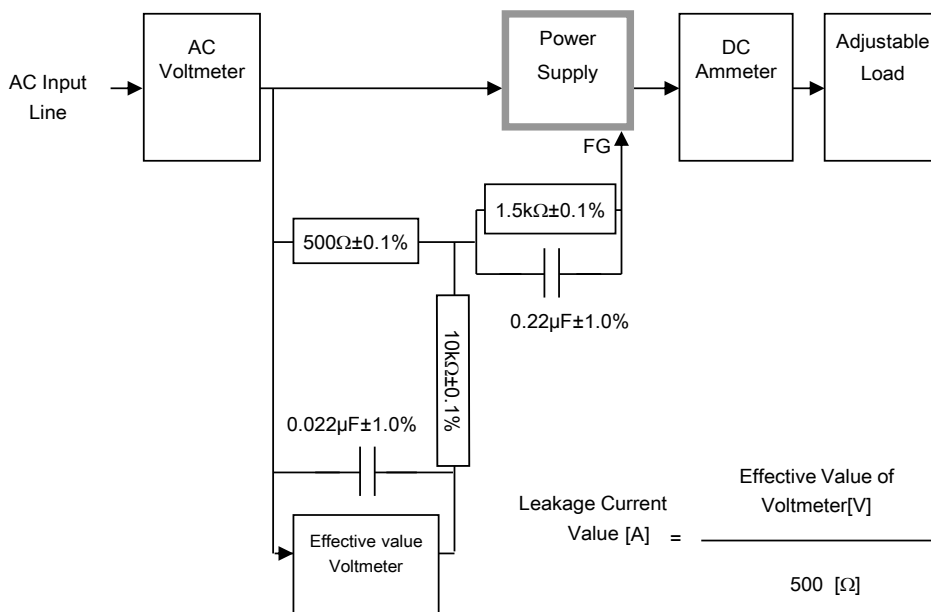 AC
Voltmeter
Power
Supply
DC
Ammeter
Adjustable
Load
AC Input
Line
FG
1.5kΩ±0.1%
500Ω±0.1%
0.22µF±1.0%
10kΩ±0.1%
0.022µF±1.0%
Effective value
Voltmeter
Leakage Current
Value [A] =
Effective Value of
Voltmeter[V]
500 [Ω]